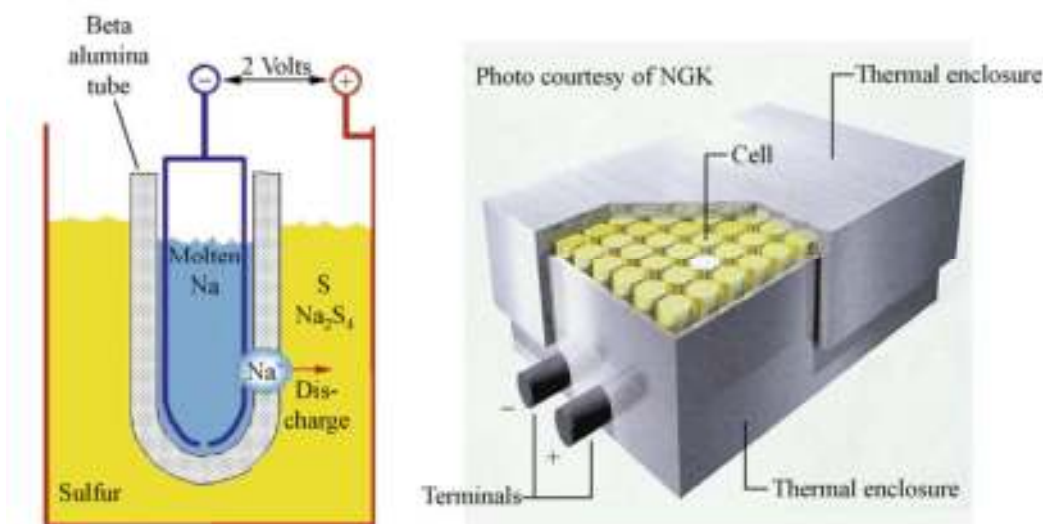 Beta
alumina
tube
−
2 Volts
+
Molten
Na
S
Na₂S₄
Na
Dis-
charge
Sulfur
Photo courtesy of NGK
Thermal enclosure
Cell
−
+
Terminals
Thermal enclosure